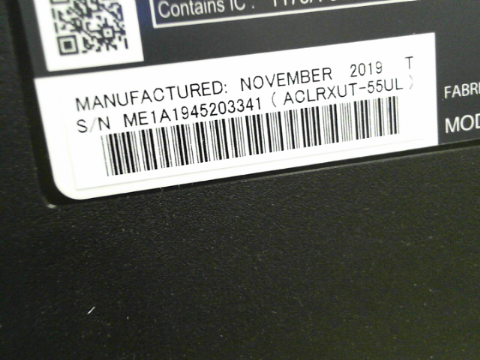 Contains IC :
MANUFACTURED: NOVEMBER 2019 T
S/N ME1A1945203341 ( ACLRXUT-55UL )
FABRI
MOD